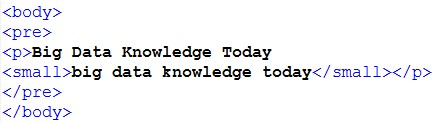 <body>
<pre>
<p>Big Data Knowledge Today
<small>big data knowledge today</small></p>
</pre>
</body>